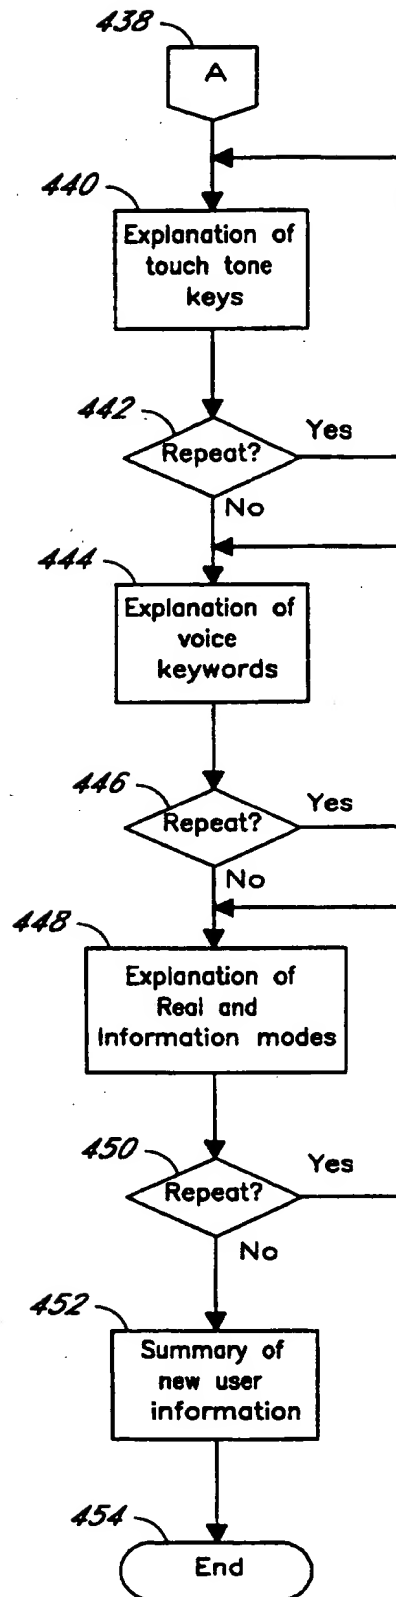 438
A
440
Explanation of
touch tone
keys
442
Repeat?
Yes
No
444
Explanation of
voice
keywords
446
Repeat?
Yes
No
448
Explanation of
Real and
Information modes
450
Repeat?
Yes
No
452
Summary of
new user
information
454
End